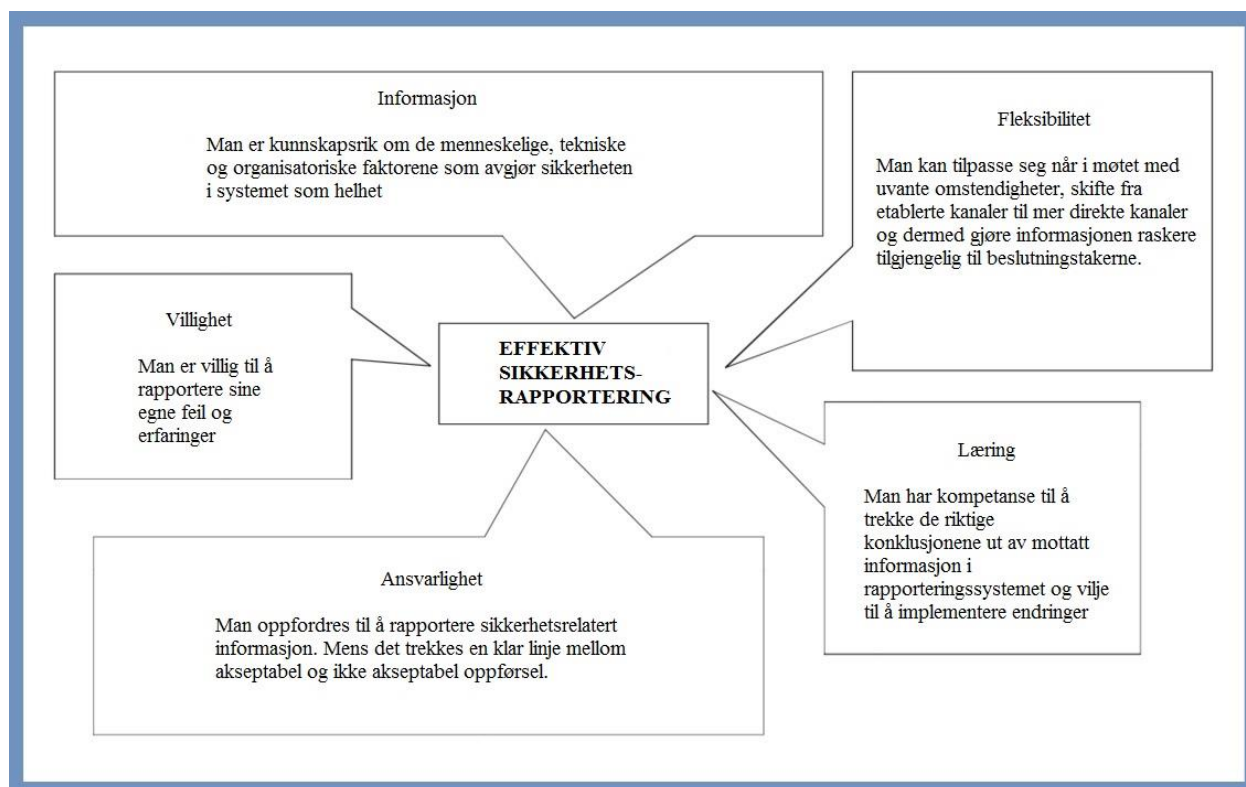 Informasjon
Man er kunnskapsrik om de menneskelige, tekniske
og organisatoriske faktorene som avgjør sikkerheten
i systemet som helhet
Fleksibilitet
Man kan tilpasse seg når i møtet med
uvante omstendigheter, skifte fra
etablerte kanaler til mer direkte kanaler
og dermed gjøre informasjonen raskere
tilgjengelig til beslutningstakerne.
Villighet
Man er villig til å
rapportere sine
egne feil og
erfaringer
EFFEKTIV
SIKKERHETS-
RAPPORTERING
Læring
Man har kompetanse til å
trekke de riktige
konklusjonene ut av mottatt
informasjon i
rapporteringssystemet og vilje
til å implementere endringer
Ansvarlighet
Man oppfordres til å rapportere sikkerhetsrelatert
informasjon. Mens det trekkes en klar linje mellom
akseptabel og ikke akseptabel oppførsel.